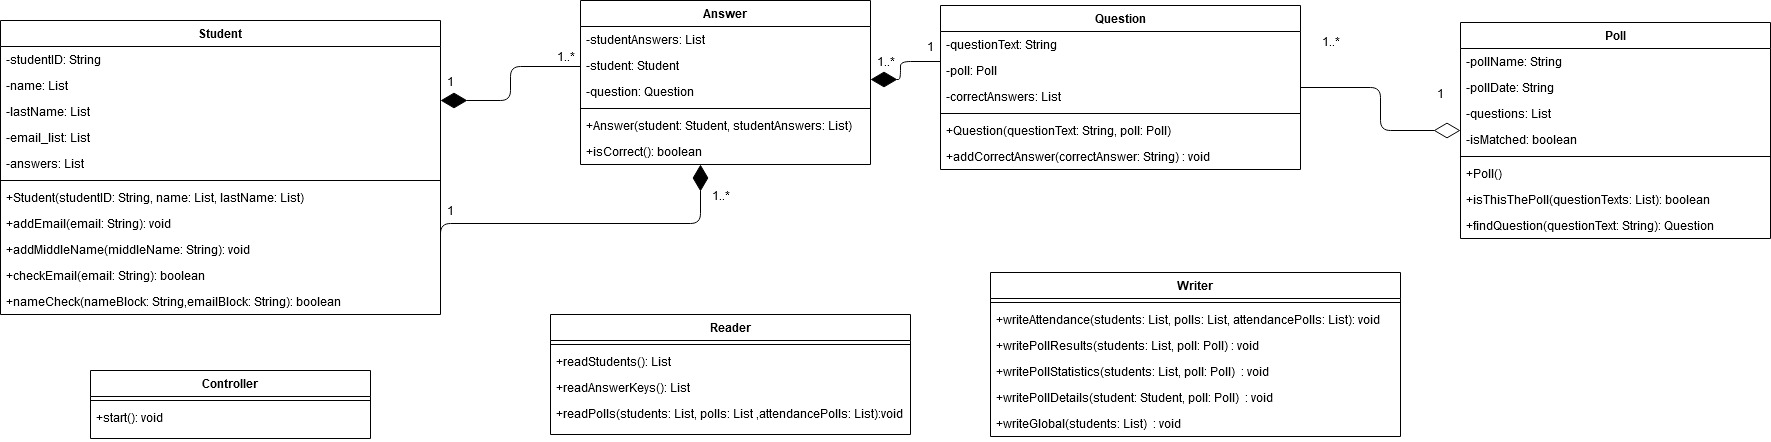 Student
-studentID: String
-name: List
-lastName: List
-email_list: List
-answers: List
+Student(studentID: String, name: List, lastName: List)
+addEmail(email: String): void
+addMiddleName(middleName: String): void
+checkEmail(email: String): boolean
+nameCheck(nameBlock: String,emailBlock: String): boolean
1
1..*
1
1..*
Answer
-studentAnswers: List
-student: Student
-question: Question
+Answer(student: Student, studentAnswers: List)
+isCorrect(): boolean
1..*
1
Question
-questionText: String
-poll: Poll
-correctAnswers: List
+Question(questionText: String, poll: Poll)
+addCorrectAnswer(correctAnswer: String) : void
1..*
1
Poll
-pollName: String
-pollDate: String
-questions: List
-isMatched: boolean
+Poll()
+isThisThePoll(questionTexts: List): boolean
+findQuestion(questionText: String): Question
Controller
+start(): void
Reader
+readStudents(): List
+readAnswerKeys(): List
+readPolls(students: List, polls: List ,attendancePolls: List):void
Writer
+writeAttendance(students: List, polls: List, attendancePolls: List): void
+writePollResults(students: List, poll: Poll) : void
+writePollStatistics(students: List, poll: Poll)  : void
+writePollDetails(student: Student, poll: Poll)  : void
+writeGlobal(students: List)  : void